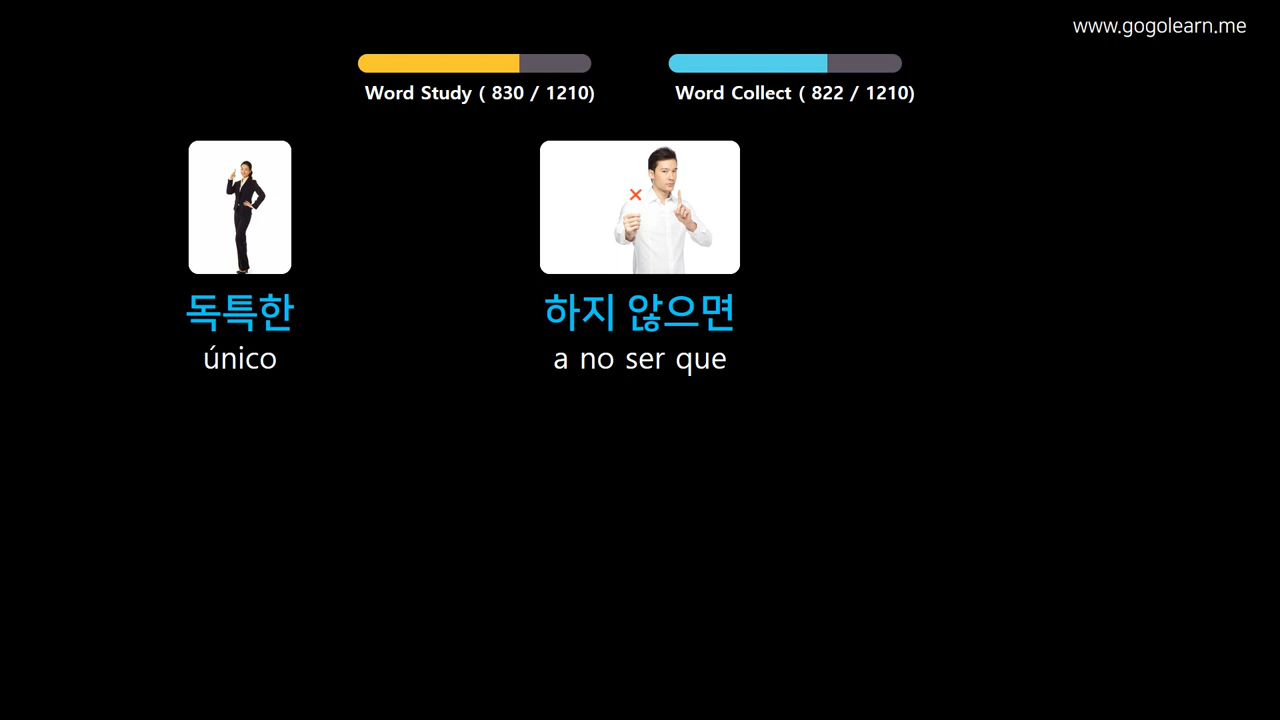 www.gogolearn.me
Word Study ( 830 / 1210)
Word Collect ( 822 / 1210)
독특한
único
하지 않으면
a no ser que